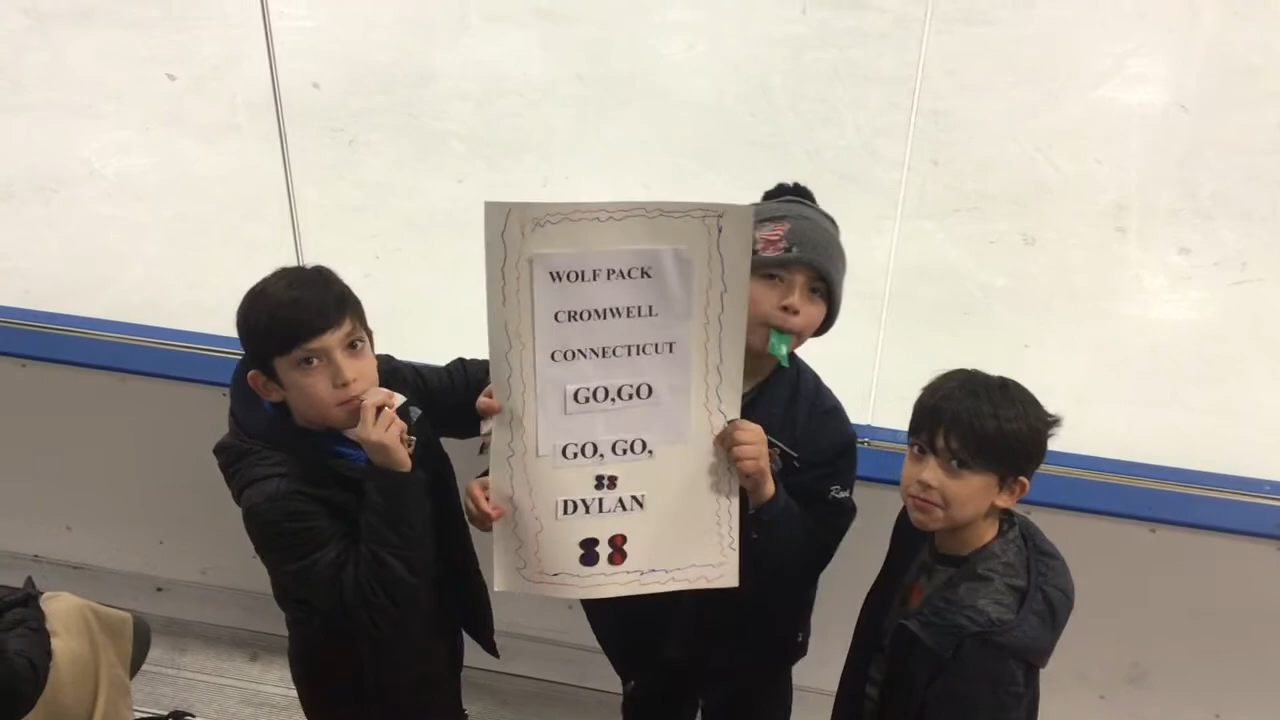 WOLF PACK
CROMWELL
CONNECTICUT
GO,GO
GO, GO,
88
DYLAN
88